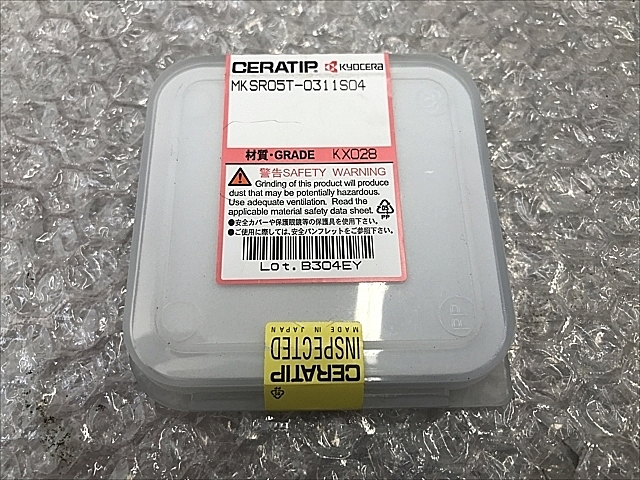 CERATIP KYOCERA
MKSR05T-0311S04
材質・GRADE KX028
警告SAFETY WARNING
Grinding of this product will produce
dust that may be potentially hazardous.
Use adequate ventilation. Read the
applicable material safety data sheet.
PP
●安全カバーや保護眼鏡等の保護具を使用下さい。
●ご使用に際しては、安全パンフレットをご参照下さい。
Lot.B304EY
PP
CERATIP
INSPECTED
MADE IN JAPAN